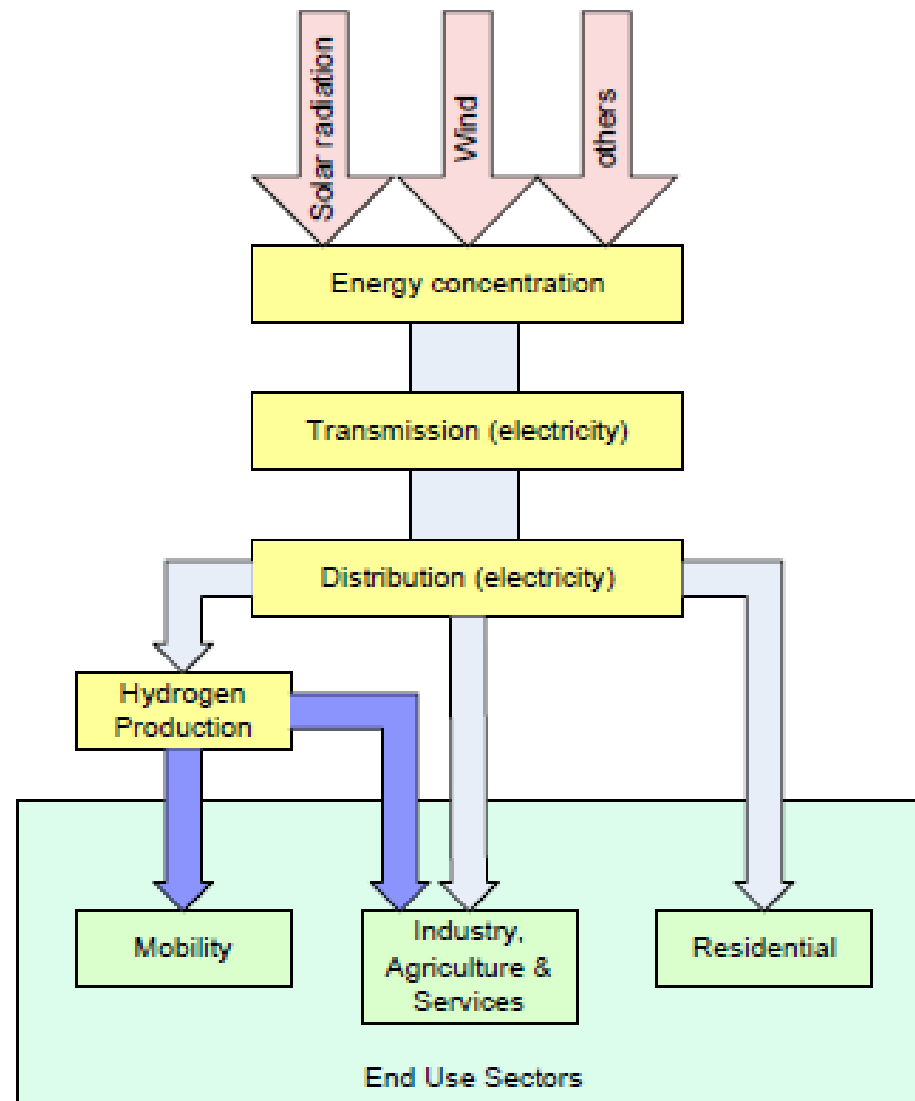 Solar radiation
Wind
others
Energy concentration
Transmission (electricity)
Distribution (electricity)
Hydrogen
Production
Mobility
Industry,
Agriculture &
Services
Residential
End Use Sectors